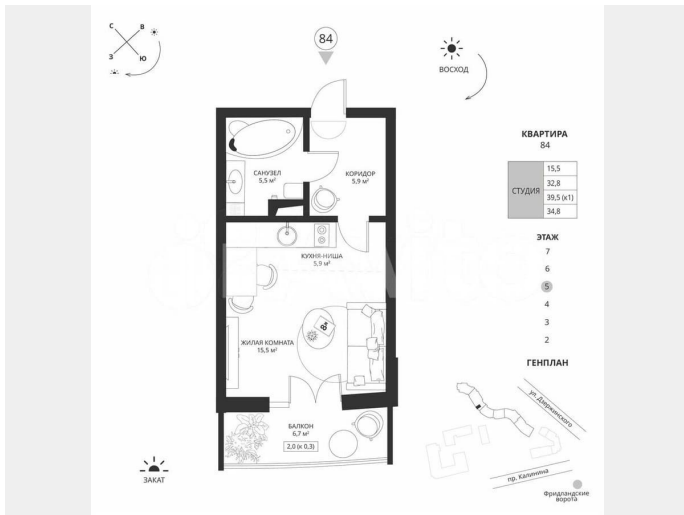 С
В
З
Ю
84
ВОСХОД
САНУЗЕЛ
5,5 м²
КОРИДОР
5,9 м²
КУХНЯ-НИША
5,9 м²
ЖИЛАЯ КОМНАТА
15,5 м²
БАЛКОН
6,7 м²
2,0 (к 0,3)
ЗАКАТ
КВАРТИРА
84
СТУДИЯ
15,5
32,8
39,5 (к1)
34,8
ЭТАЖ
7
6
5
4
3
2
ГЕНПЛАН
ул. Дзержинского
пр. Калинина
Фридландские
ворота